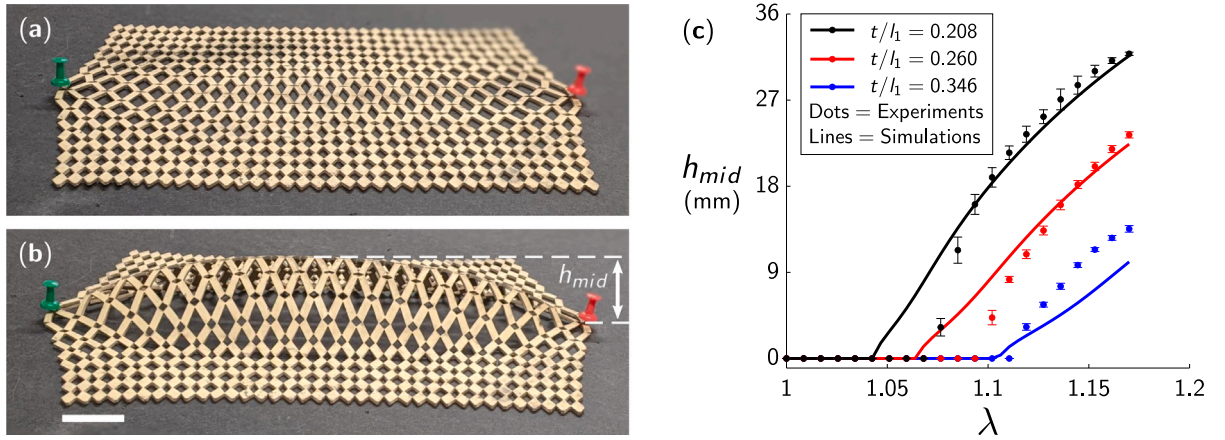 (a)
(b)
h_mid
(c)
36
27
18
9
0
h_mid
(mm)
t/l₁ = 0.208
t/l₁ = 0.260
t/l₁ = 0.346
Dots = Experiments
Lines = Simulations
1
1.05
1.1
1.15
1.2
λ